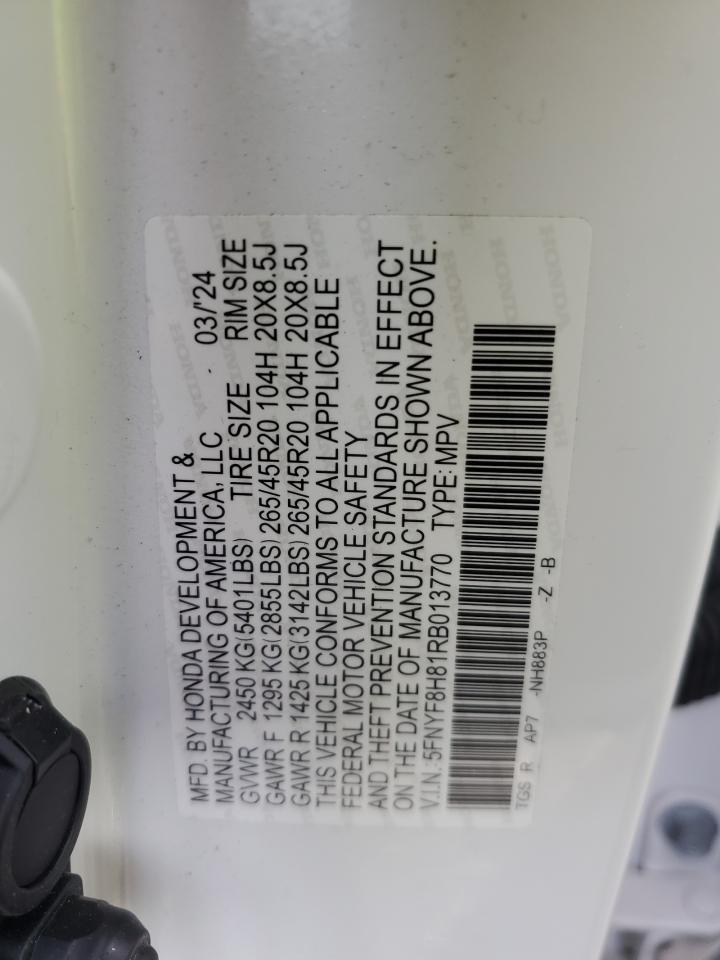 MFD. BY HONDA DEVELOPMENT &
MANUFACTURING OF AMERICA, LLC 03/'24
GVWR 2450 KG(5401LBS) TIRE SIZE RIM SIZE
GAWR F 1295 KG(2855LBS) 265/45R20 104H 20X8.5J
GAWR R 1425 KG(3142LBS) 265/45R20 104H 20X8.5J
THIS VEHICLE CONFORMS TO ALL APPLICABLE
FEDERAL MOTOR VEHICLE SAFETY
AND THEFT PREVENTION STANDARDS IN EFFECT
ON THE DATE OF MANUFACTURE SHOWN ABOVE.
V.I.N.: 5FNYF8H81RB013770 TYPE: MPV
TGS R AP7 -NH883P -Z -B
HONDA